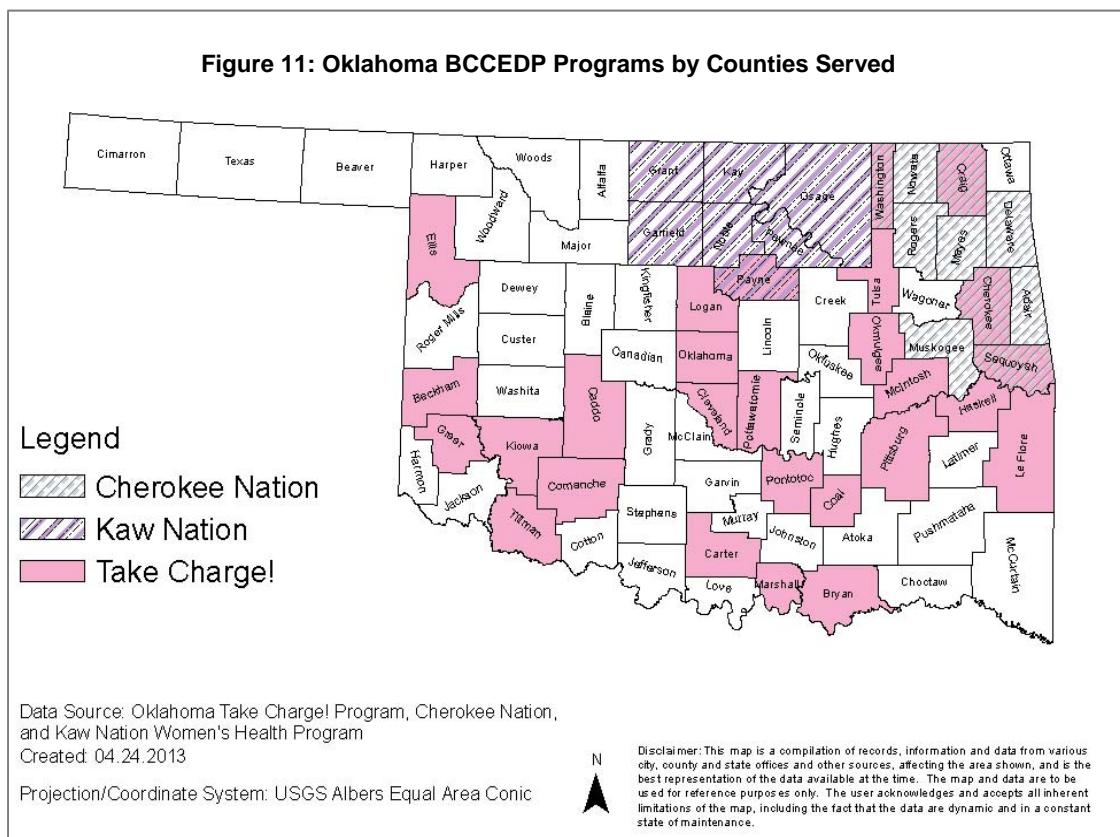 Figure 11: Oklahoma BCCEDP Programs by Counties Served
Cimarron
Texas
Beaver
Harper
Woods
Alfalfa
Grant
Kay
Osage
Washington
Nowata
Craig
Ottawa
Ellis
Woodward
Major
Garfield
Noble
Pawnee
Rogers
Mayes
Delaware
Roger Mills
Dewey
Blaine
Kingfisher
Logan
Payne
Creek
Tulsa
Wagoner
Cherokee
Adair
Custer
Canadian
Oklahoma
Lincoln
Okfuskee
Okmulgee
Muskogee
Sequoyah
Beckham
Washita
Caddo
Grady
McClain
Cleveland
Pottawatomie
Seminole
Hughes
McIntosh
Haskell
Greer
Kiowa
Harmon
Jackson
Comanche
Garvin
Pontotoc
Pittsburg
Latimer
Le Flore
Tillman
Cotton
Stephens
Murray
Coal
Johnston
Atoka
Pushmataha
McCurtain
Jefferson
Carter
Love
Marshall
Bryan
Choctaw
Legend
Cherokee Nation
Kaw Nation
Take Charge!
Data Source: Oklahoma Take Charge! Program, Cherokee Nation,
and Kaw Nation Women's Health Program
Created: 04.24.2013
Projection/Coordinate System: USGS Albers Equal Area Conic
N
Disclaimer: This map is a compilation of records, information and data from various
city, county and state offices and other sources, affecting the area shown, and is the
best representation of the data available at the time. The map and data are to be
used for reference purposes only. The user acknowledges and accepts all inherent
limitations of the map, including the fact that the data are dynamic and in a constant
state of maintenance.